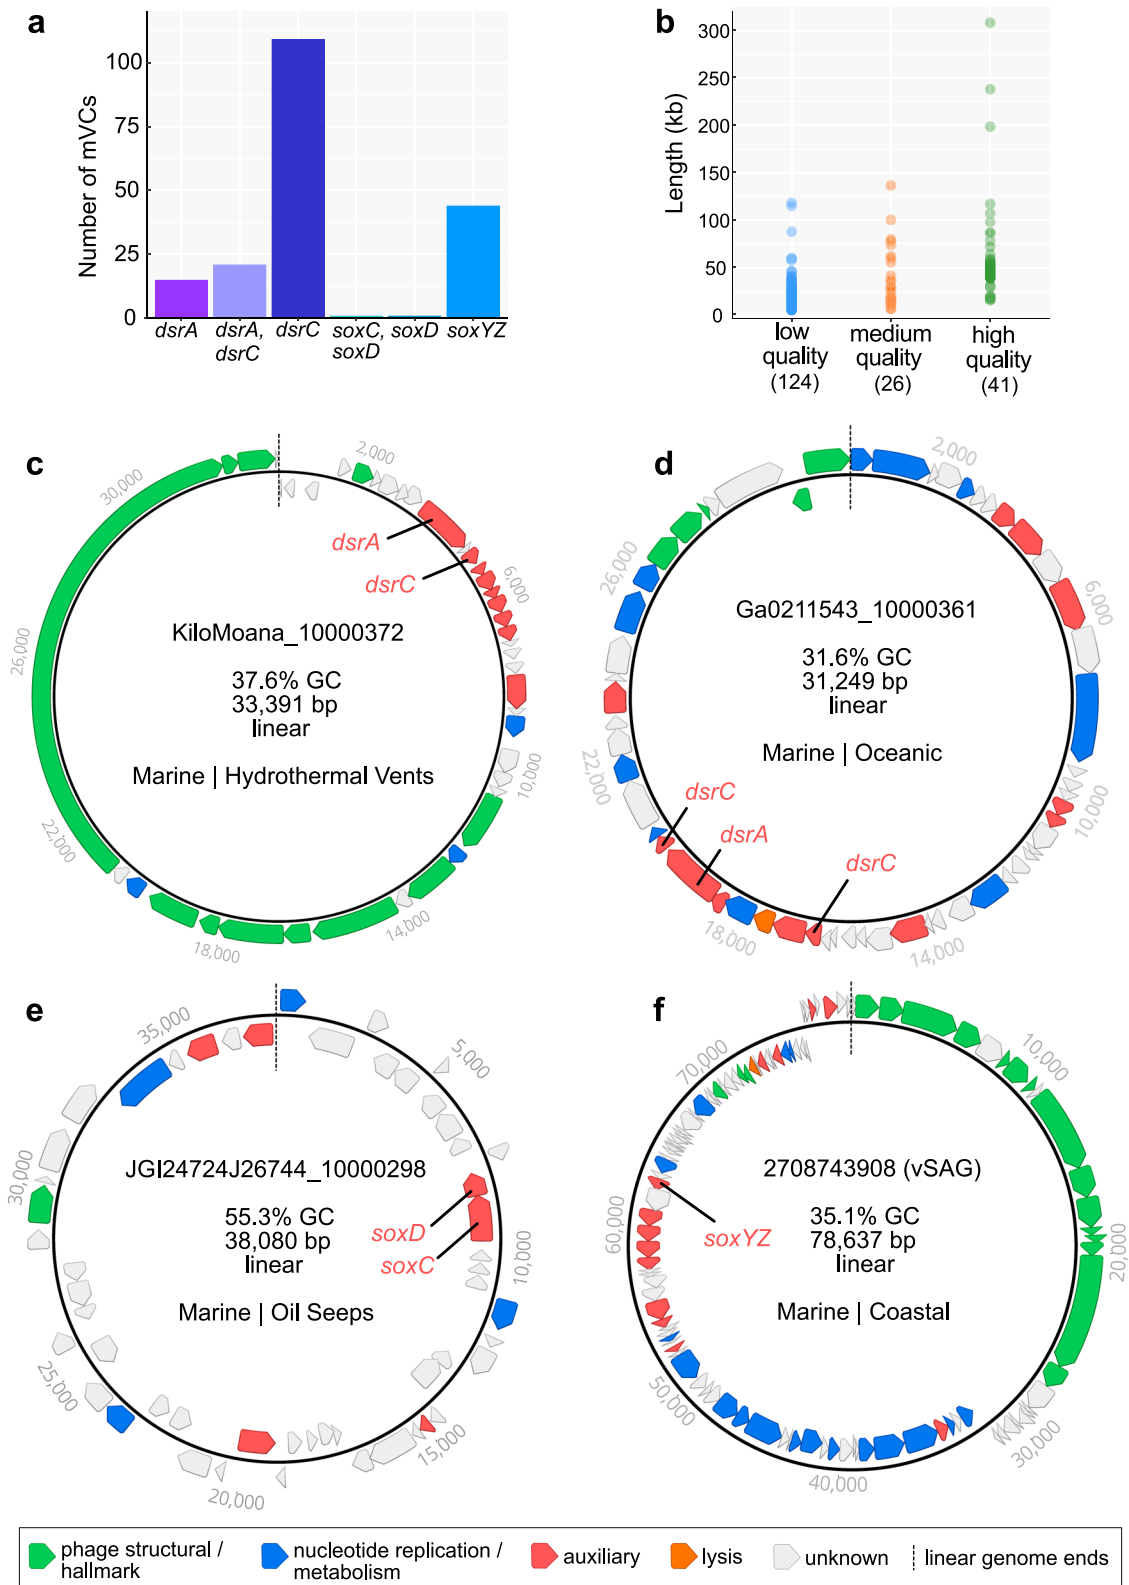 a
Number of mVCs
100
75
50
25
0
dsrA
dsrA,
dsrC
dsrC
soxC,
soxD
soxD
soxYZ
b
Length (kb)
300
250
200
150
100
50
0
low
quality
(124)
medium
quality
(26)
high
quality
(41)
c
2,000
6,000
10,000
14,000
18,000
22,000
26,000
30,000
dsrA
dsrC
KiloMoana_10000372
37.6% GC
33,391 bp
linear
Marine | Hydrothermal Vents
d
2,000
6,000
10,000
14,000
18,000
22,000
26,000
Ga0211543_10000361
31.6% GC
31,249 bp
linear
Marine | Oceanic
dsrC
dsrA
dsrC
e
5,000
10,000
15,000
20,000
25,000
30,000
35,000
JGI24724J26744_10000298
55.3% GC
38,080 bp
linear
Marine | Oil Seeps
soxD
soxC
f
10,000
20,000
30,000
40,000
50,000
60,000
70,000
2708743908 (vSAG)
35.1% GC
78,637 bp
linear
Marine | Coastal
soxYZ
phage structural /
hallmark
nucleotide replication /
metabolism
auxiliary
lysis
unknown
linear genome ends